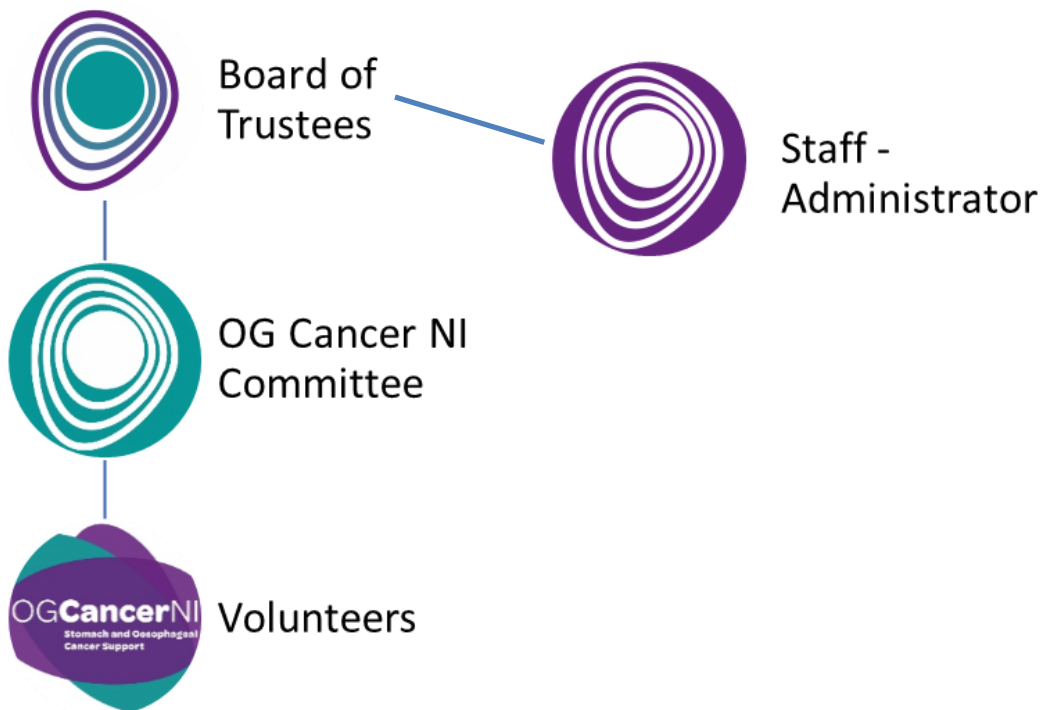 Board of
Trustees
Staff -
Administrator
OG Cancer NI
Committee
OGCancerNI
Stomach and Oesophageal
Cancer Support
Volunteers